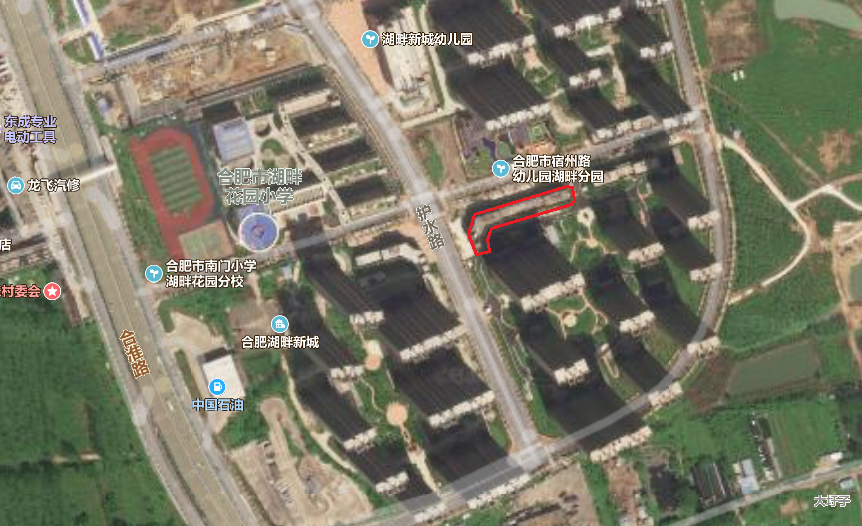 湖畔新城幼儿园
东成专业
电动工具
合肥市宿州路
幼儿园湖畔分园
龙飞汽修
合肥市湖畔
花园小学
护水路
店
合肥市南门小学
湖畔花园分校
村委会
合肥湖畔新城
合淮路
中国石油
大圩子